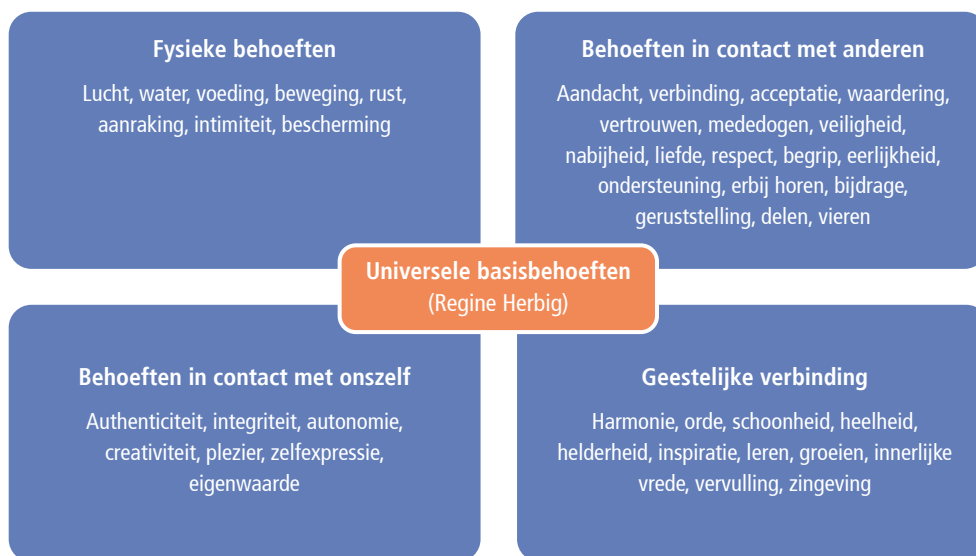 Fysieke behoeften
Lucht, water, voeding, beweging, rust,
aanraking, intimiteit, bescherming
Behoeften in contact met anderen
Aandacht, verbinding, acceptatie, waardering,
vertrouwen, mededogen, veiligheid,
nabijheid, liefde, respect, begrip, eerlijkheid,
ondersteuning, erbij horen, bijdrage,
geruststelling, delen, vieren
Universele basisbehoeften
(Regine Herbig)
Behoeften in contact met onszelf
Authenticiteit, integriteit, autonomie,
creativiteit, plezier, zelfexpressie,
eigenwaarde
Geestelijke verbinding
Harmonie, orde, schoonheid, heelheid,
helderheid, inspiratie, leren, groeien, innerlijke
vrede, vervulling, zingeving